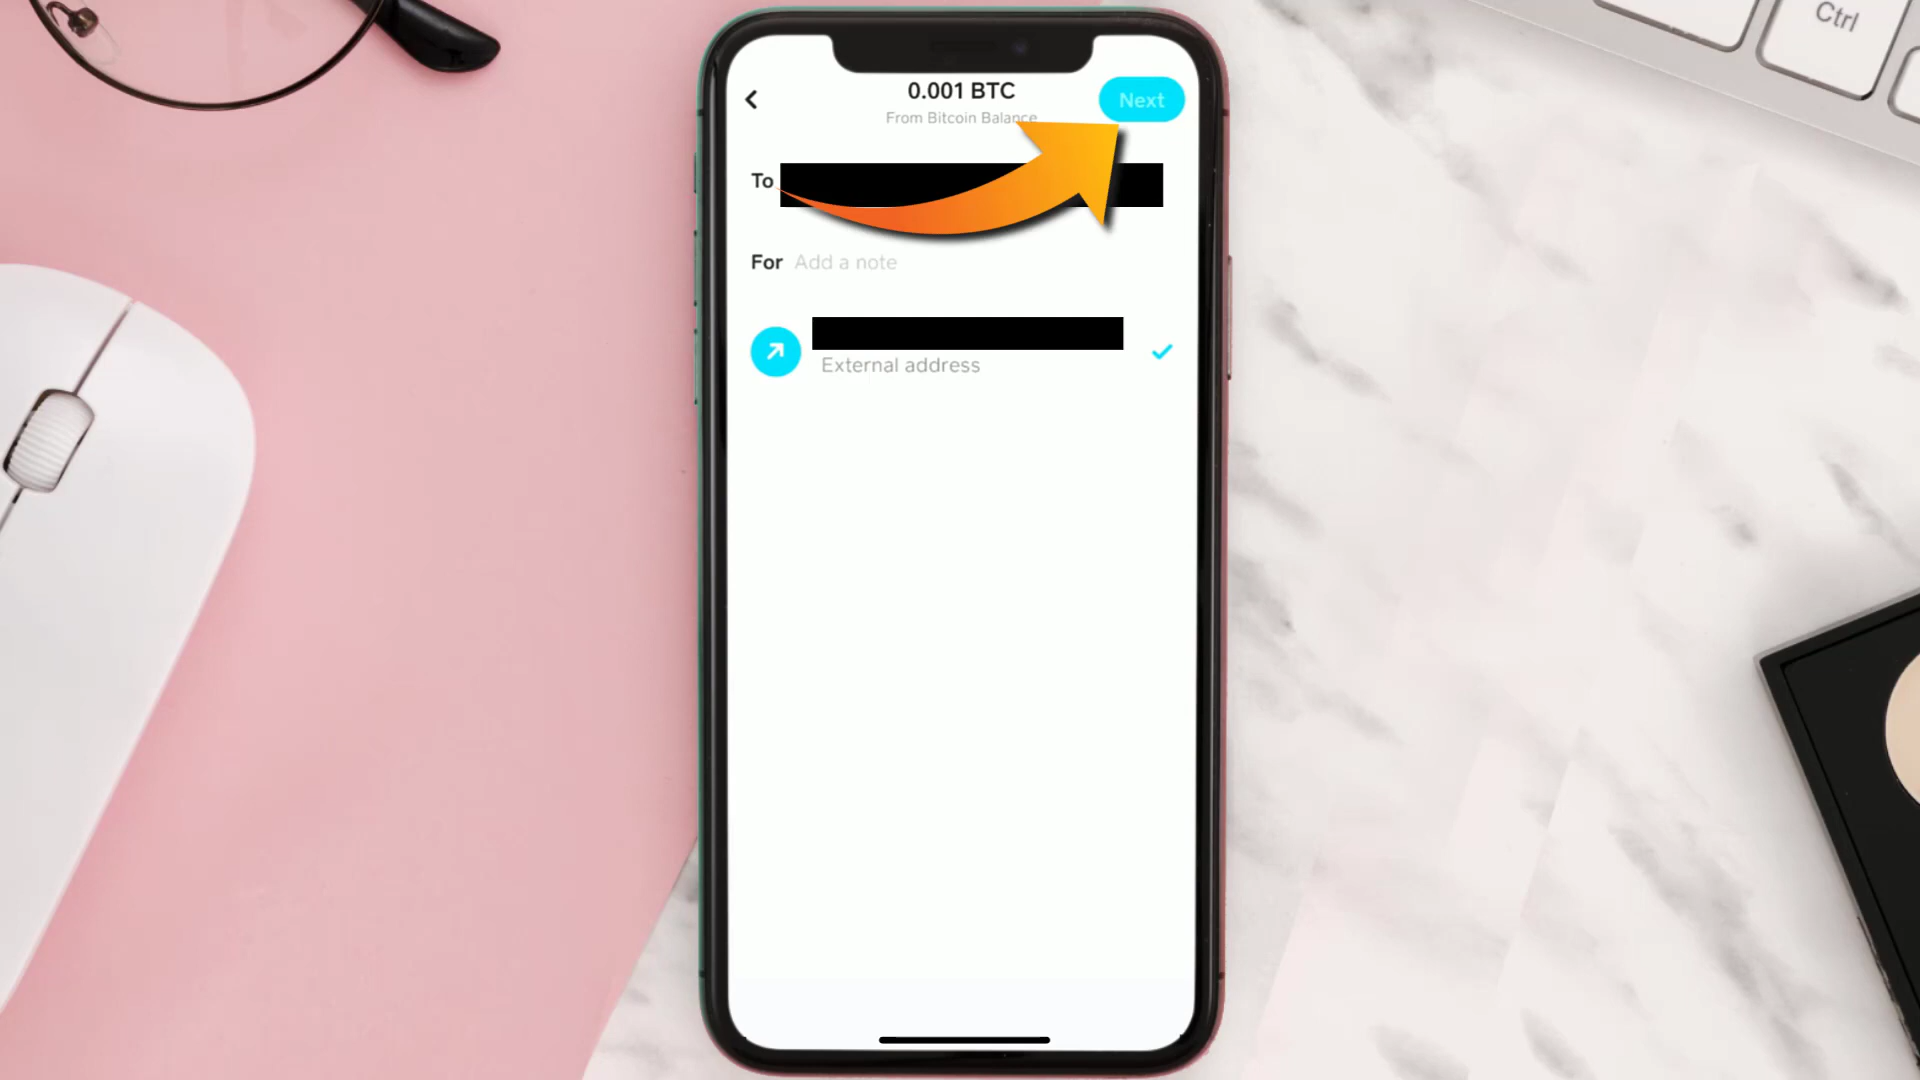 0.001 BTC
Next
From Bitcoin Balance
To
For Add a note
External address
Ctrl